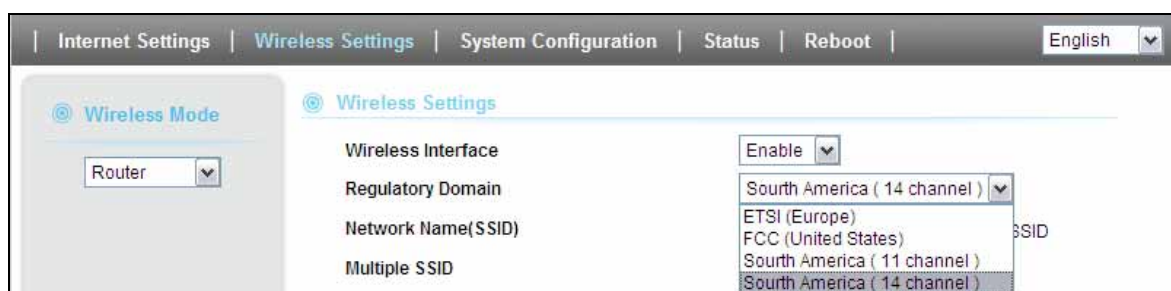 | Internet Settings | Wireless Settings | System Configuration | Status | Reboot | English
Wireless Mode
Router
Wireless Settings
Wireless Interface Enable
Regulatory Domain Sourth America ( 14 channel )
ETSI (Europe)
Network Name(SSID) FCC (United States) SSID
Sourth America ( 11 channel )
Multiple SSID
Sourth America ( 14 channel )